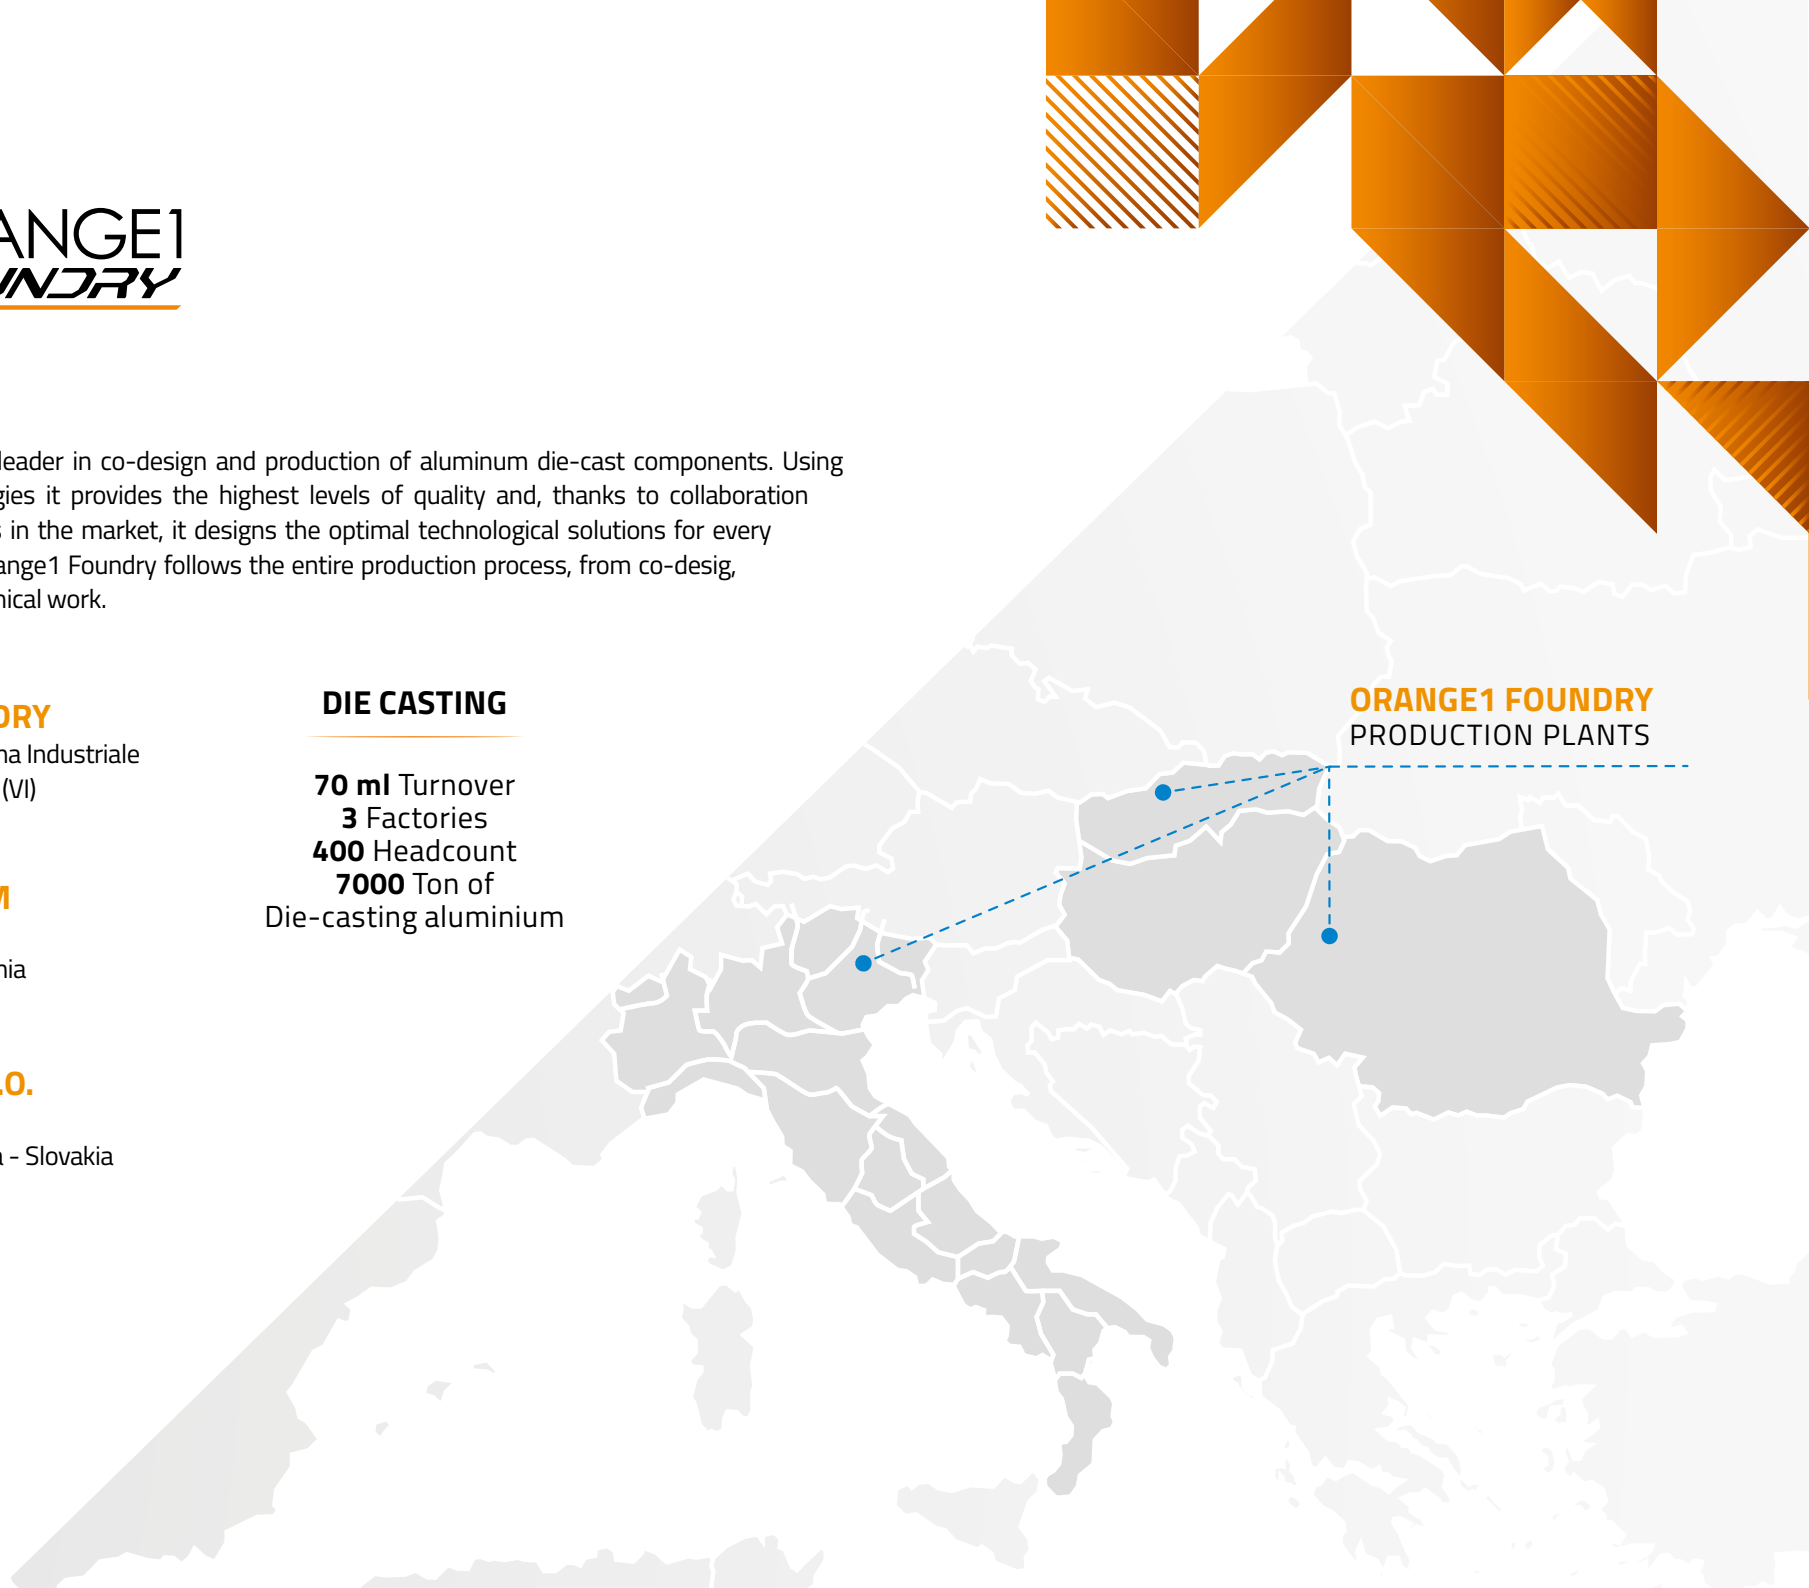 ANGE1
UNDRY
leader in co-design and production of aluminum die-cast components. Using
gies it provides the highest levels of quality and, thanks to collaboration
s in the market, it designs the optimal technological solutions for every
ange1 Foundry follows the entire production process, from co-desig,
nical work.
DRY
na Industriale
(VI)
M
nia
.O.
a - Slovakia
DIE CASTING
70 ml Turnover
3 Factories
400 Headcount
7000 Ton of
Die-casting aluminium
ORANGE1 FOUNDRY
PRODUCTION PLANTS